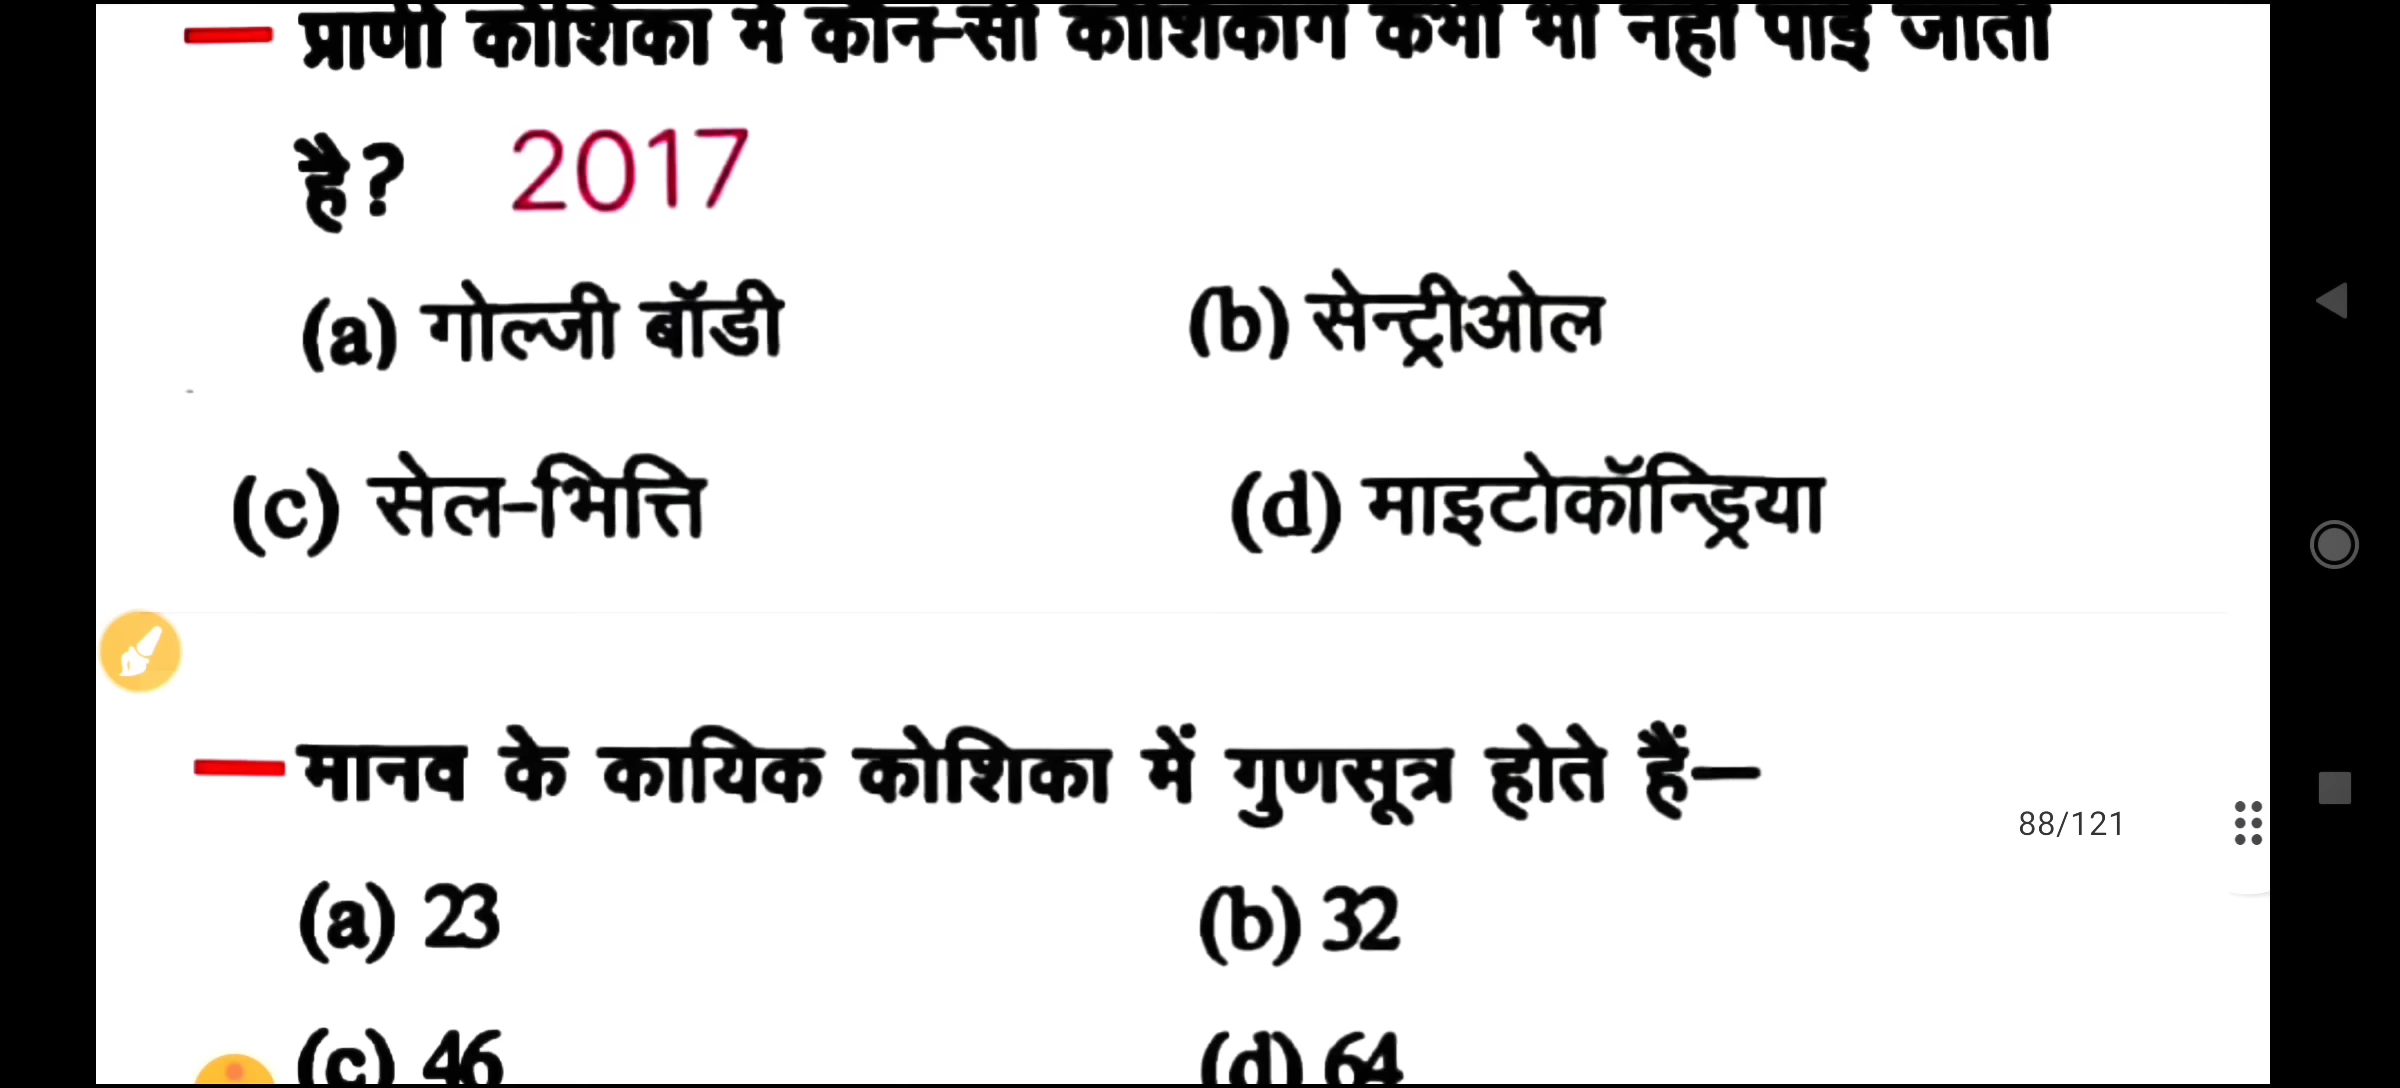 प्राणी कोशिका में कौन-सी कोशिकांग कभी भी नहीं पाई जाती
है? 2017
(a) गोल्जी बॉडी (b) सेन्ट्रीओल
(c) सेल-भित्ति (d) माइटोकॉन्ड्रिया
मानव के कायिक कोशिका में गुणसूत्र होते हैं—
88/121
(a) 23 (b) 32
(c) 46 (d) 64